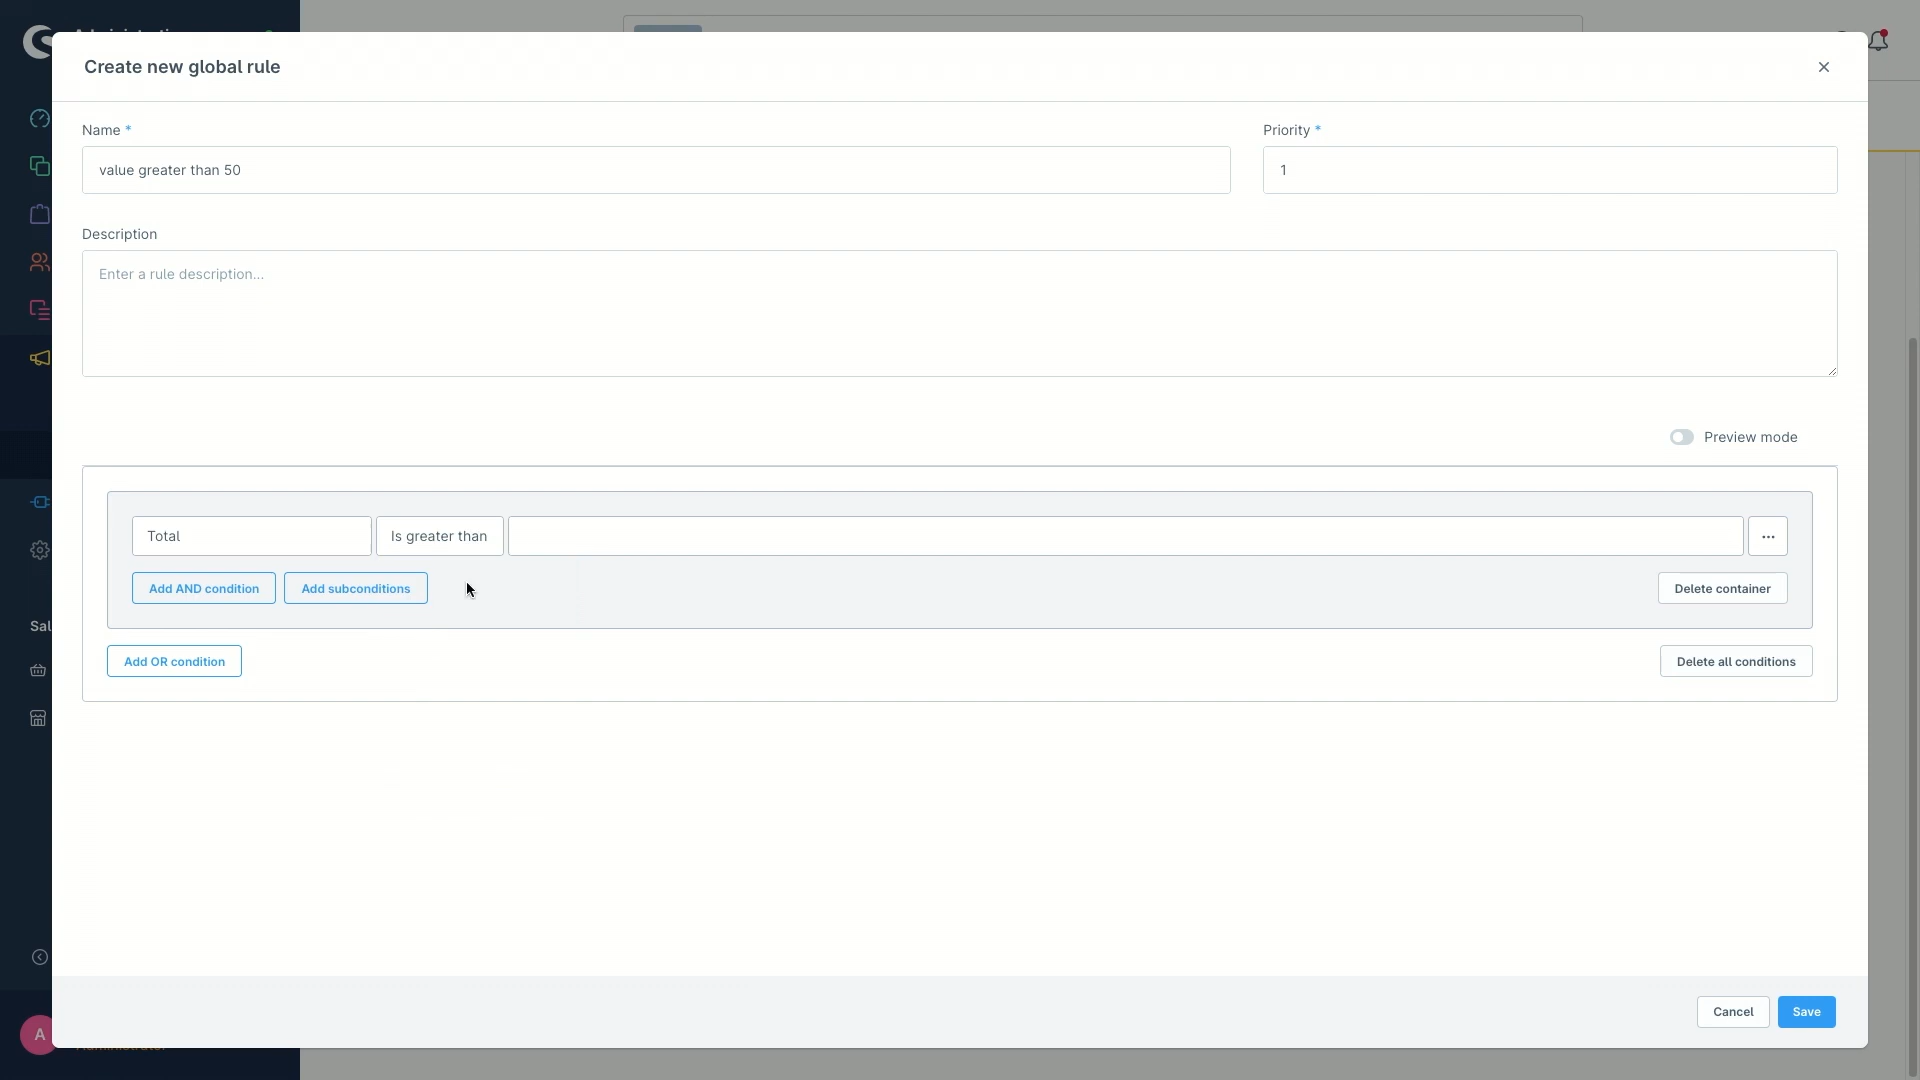 Create new global rule
Name *
Priority *
value greater than 50
1
Description
Enter a rule description...
Preview mode
Total
Is greater than
Add AND condition
Add subconditions
Delete container
Add OR condition
Delete all conditions
Sal
A
Cancel
Save